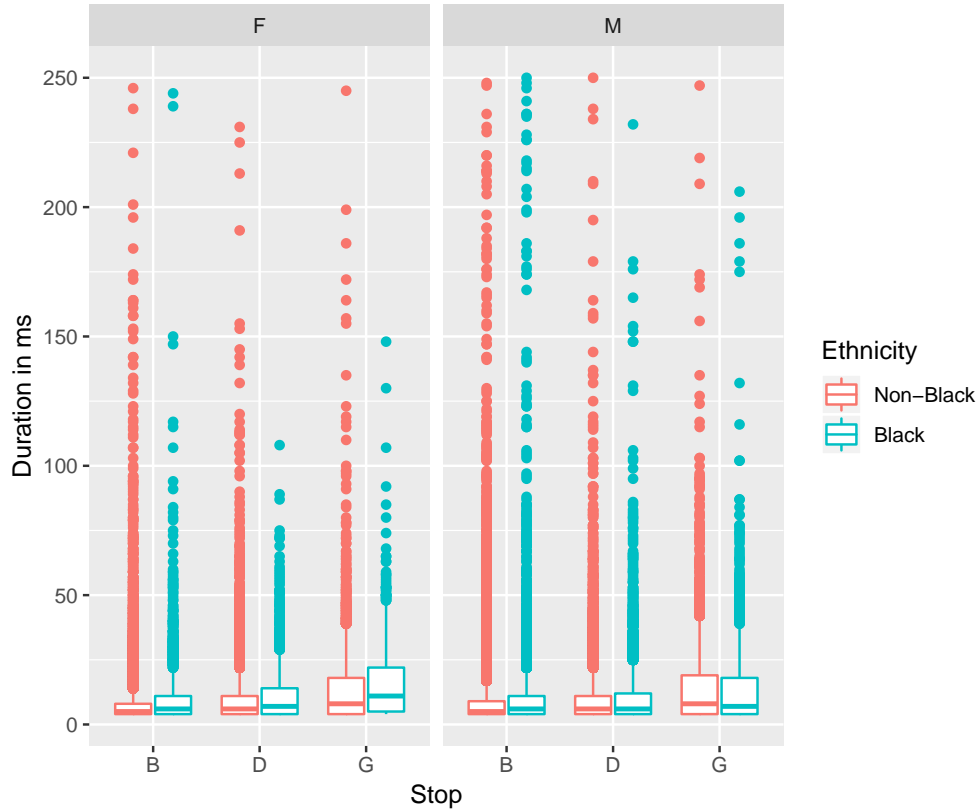 F
M
250
200
150
100
50
0
Duration in ms
B
D
G
B
D
G
Stop
Ethnicity
Non−Black
Black